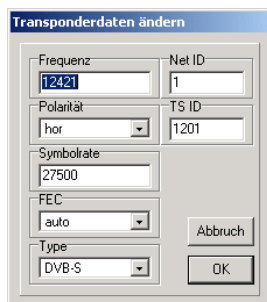 Transponderdaten ändern
Frequenz
12421
Net ID
1
Polarität
hor
TS ID
1201
Symbolrate
27500
FEC
auto
Type
DVB-S
Abbruch
OK